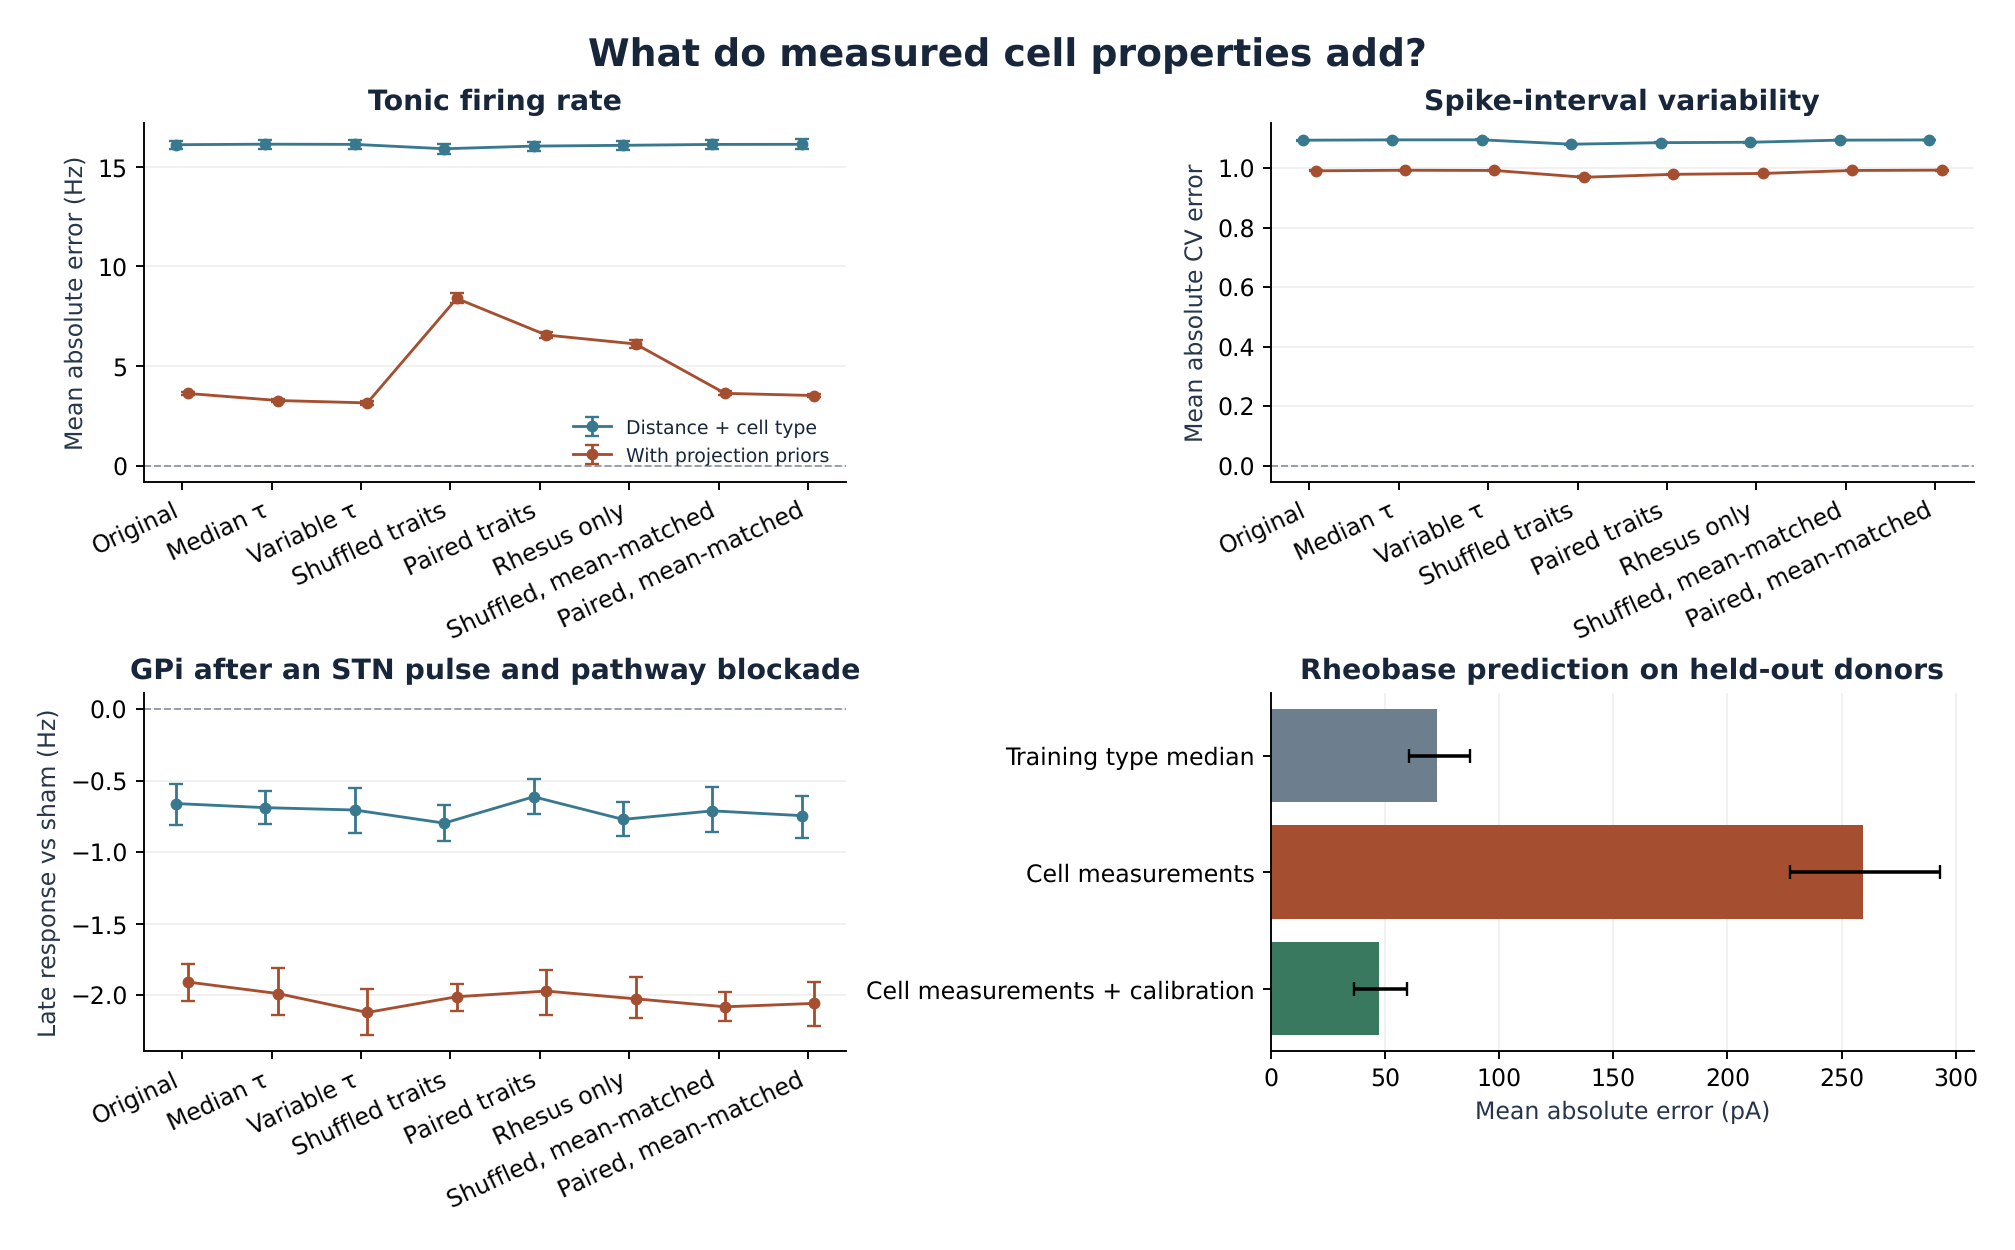 What do measured cell properties add?
Tonic firing rate
Mean absolute error (Hz)
15
10
5
0
Distance + cell type
With projection priors
Original
Median τ
Variable τ
Shuffled traits
Paired traits
Rhesus only
Shuffled, mean-matched
Paired, mean-matched
Spike-interval variability
Mean absolute CV error
1.0
0.8
0.6
0.4
0.2
0.0
Original
Median τ
Variable τ
Shuffled traits
Paired traits
Rhesus only
Shuffled, mean-matched
Paired, mean-matched
GPi after an STN pulse and pathway blockade
Late response vs sham (Hz)
0.0
−0.5
−1.0
−1.5
−2.0
Original
Median τ
Variable τ
Shuffled traits
Paired traits
Rhesus only
Shuffled, mean-matched
Paired, mean-matched
Rheobase prediction on held-out donors
Training type median
Cell measurements
Cell measurements + calibration
0
50
100
150
200
250
300
Mean absolute error (pA)